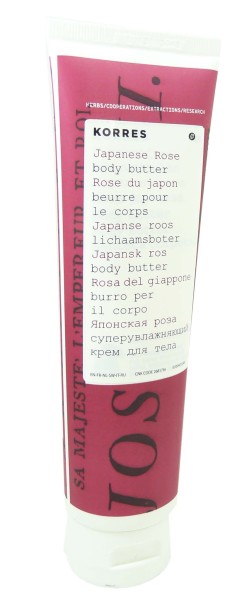 HERBS/COOPERATIONS/EXTRACTIONS/RESEARCH
KORRES
Japanese Rose
body butter
Rose du japon
beurre pour
le corps
Japanse roos
lichaamsboter
Japansk ros
body butter
Rosa del giappone
burro per
il corpo
Японская роза
суперувлажняющий
крем для тела
SA MAJESTE' L'EMPEREUR ET ROI
JOS
I.